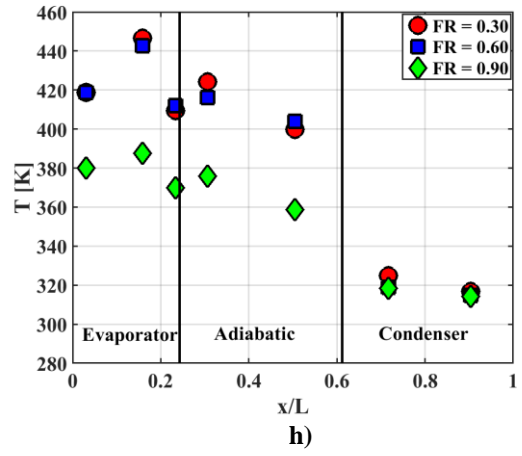 460
440
420
400
380
360
340
320
300
280
T [K]
FR = 0.30
FR = 0.60
FR = 0.90
Evaporator
Adiabatic
Condenser
0
0.2
0.4
0.6
0.8
1
x/L
h)